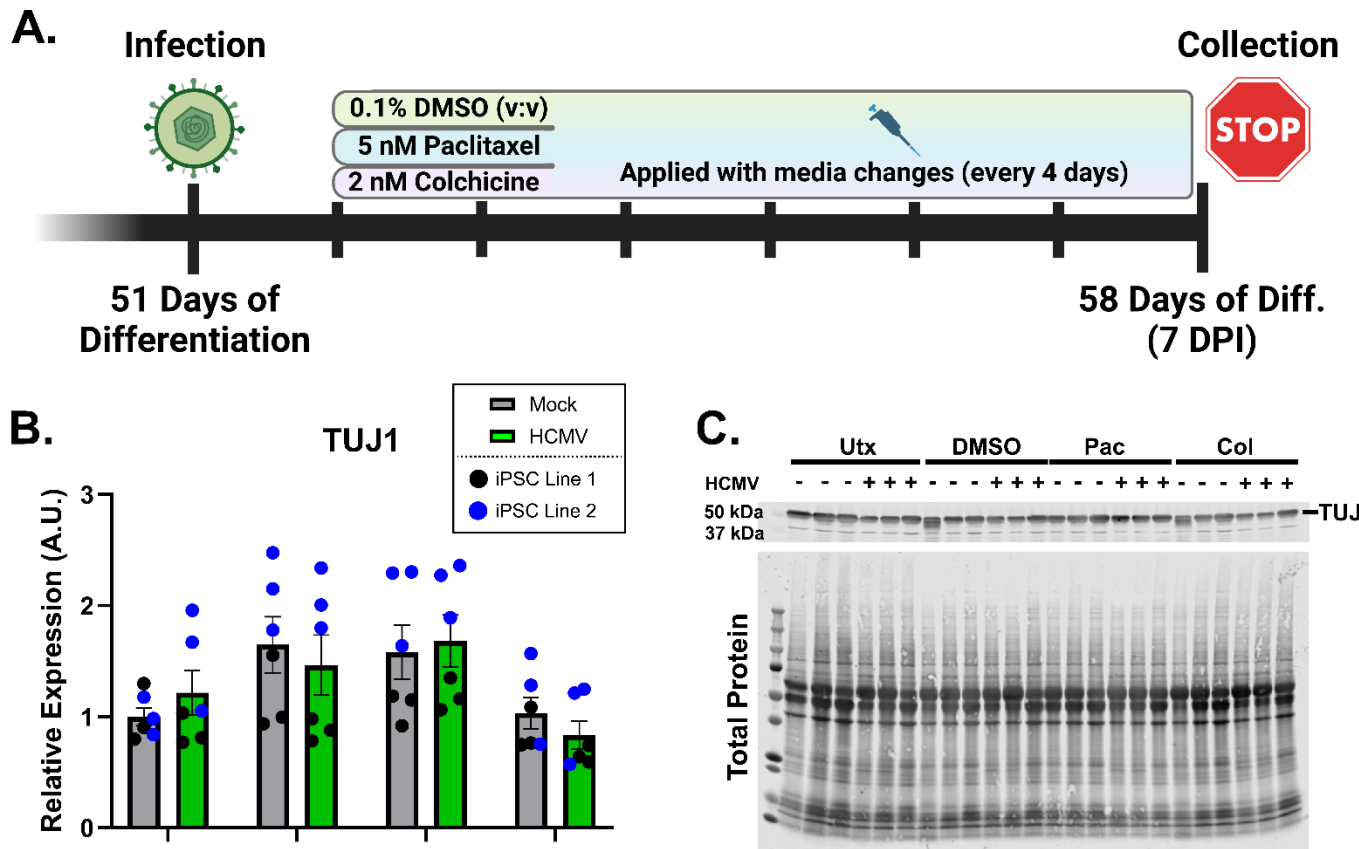 A.
Infection
Collection
0.1% DMSO (v:v)
5 nM Paclitaxel
2 nM Colchicine
Applied with media changes (every 4 days)
STOP
51 Days of
Differentiation
58 Days of Diff.
(7 DPI)
B.
TUJ1
Mock
HCMV
iPSC Line 1
iPSC Line 2
Relative Expression (A.U.)
3
2
1
0
C.
Utx DMSO Pac Col
HCMV - - - + + + - - - + + + - - - + + + - - - + + +
50 kDa
TUJ
37 kDa
Total Protein